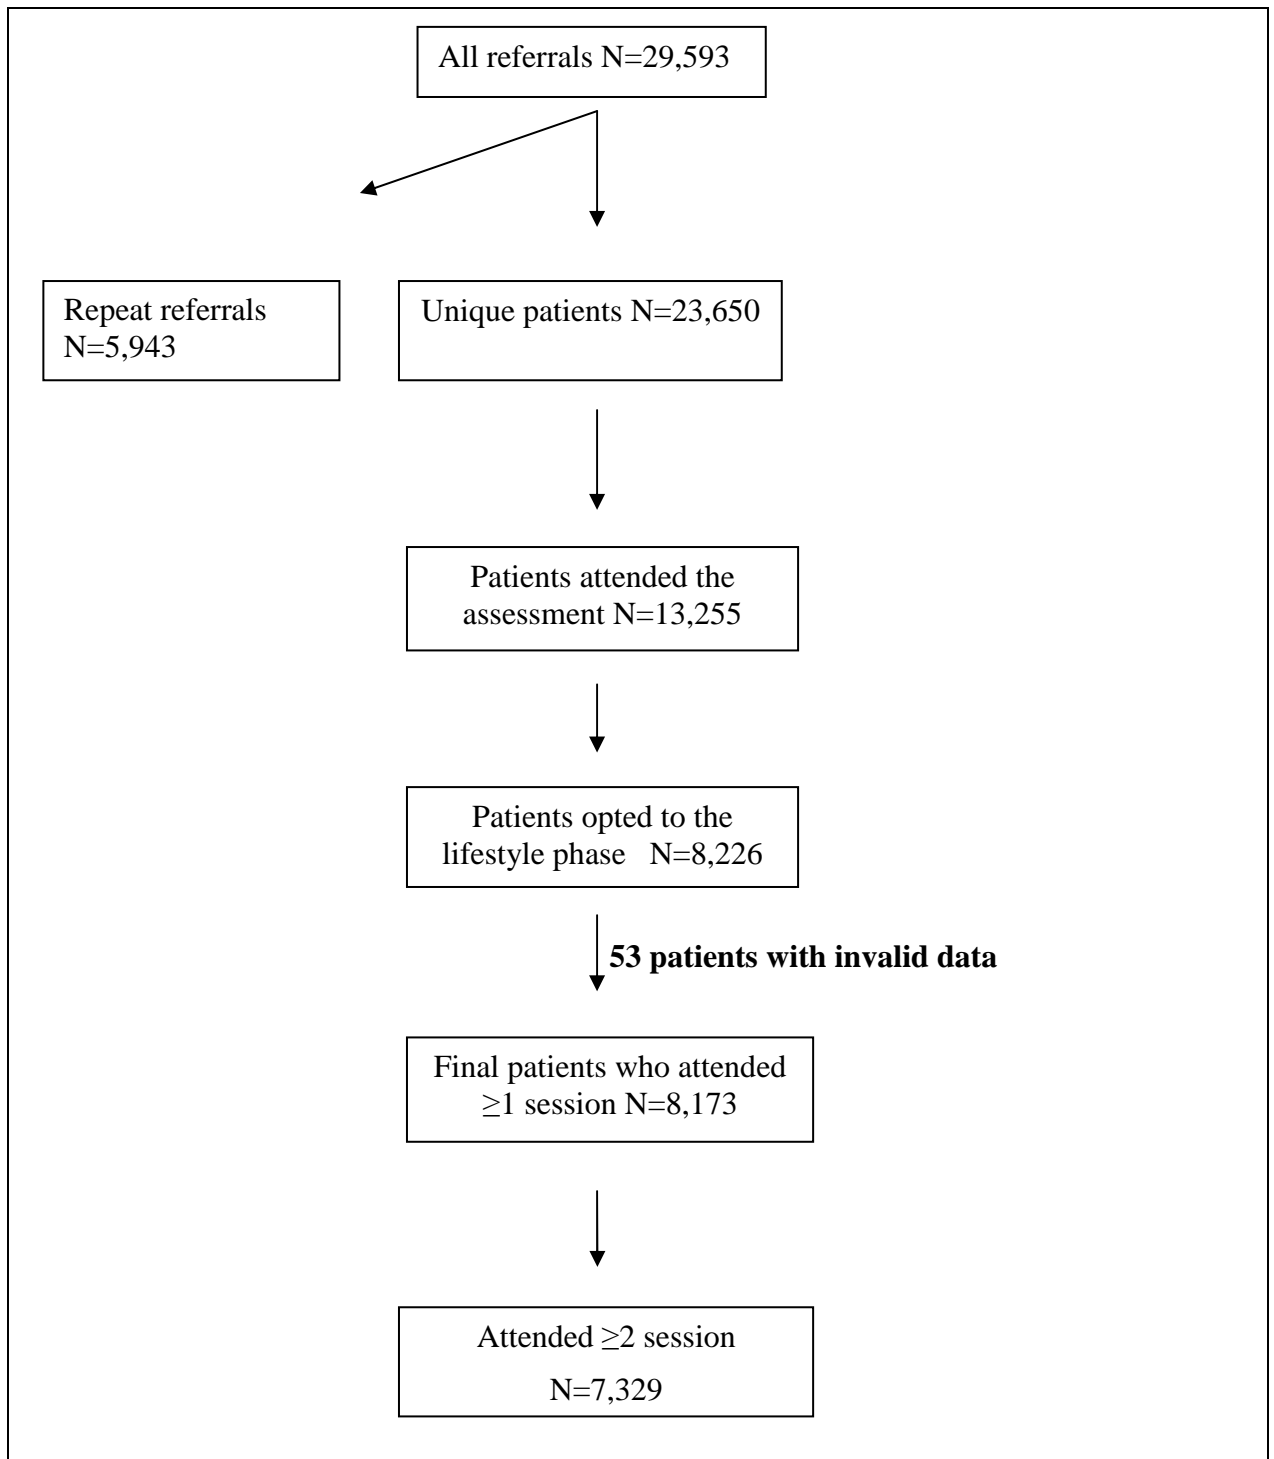 All referrals N=29,593
Repeat referrals
N=5,943
Unique patients N=23,650
Patients attended the
assessment N=13,255
Patients opted to the
lifestyle phase N=8,226
53 patients with invalid data
Final patients who attended
≥1 session N=8,173
Attended ≥2 session
N=7,329